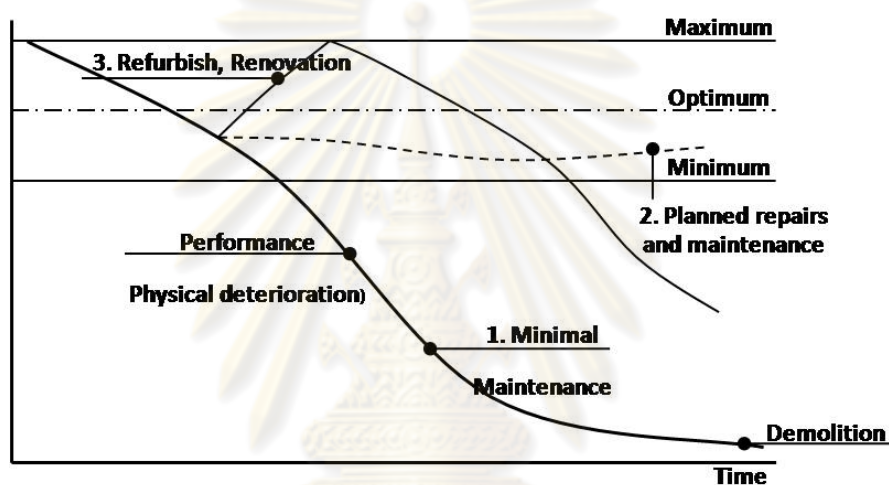 Maximum
3. Refurbish, Renovation
Optimum
Minimum
2. Planned repairs
and maintenance
Performance
Physical deterioration)
1. Minimal
Maintenance
Demolition
Time